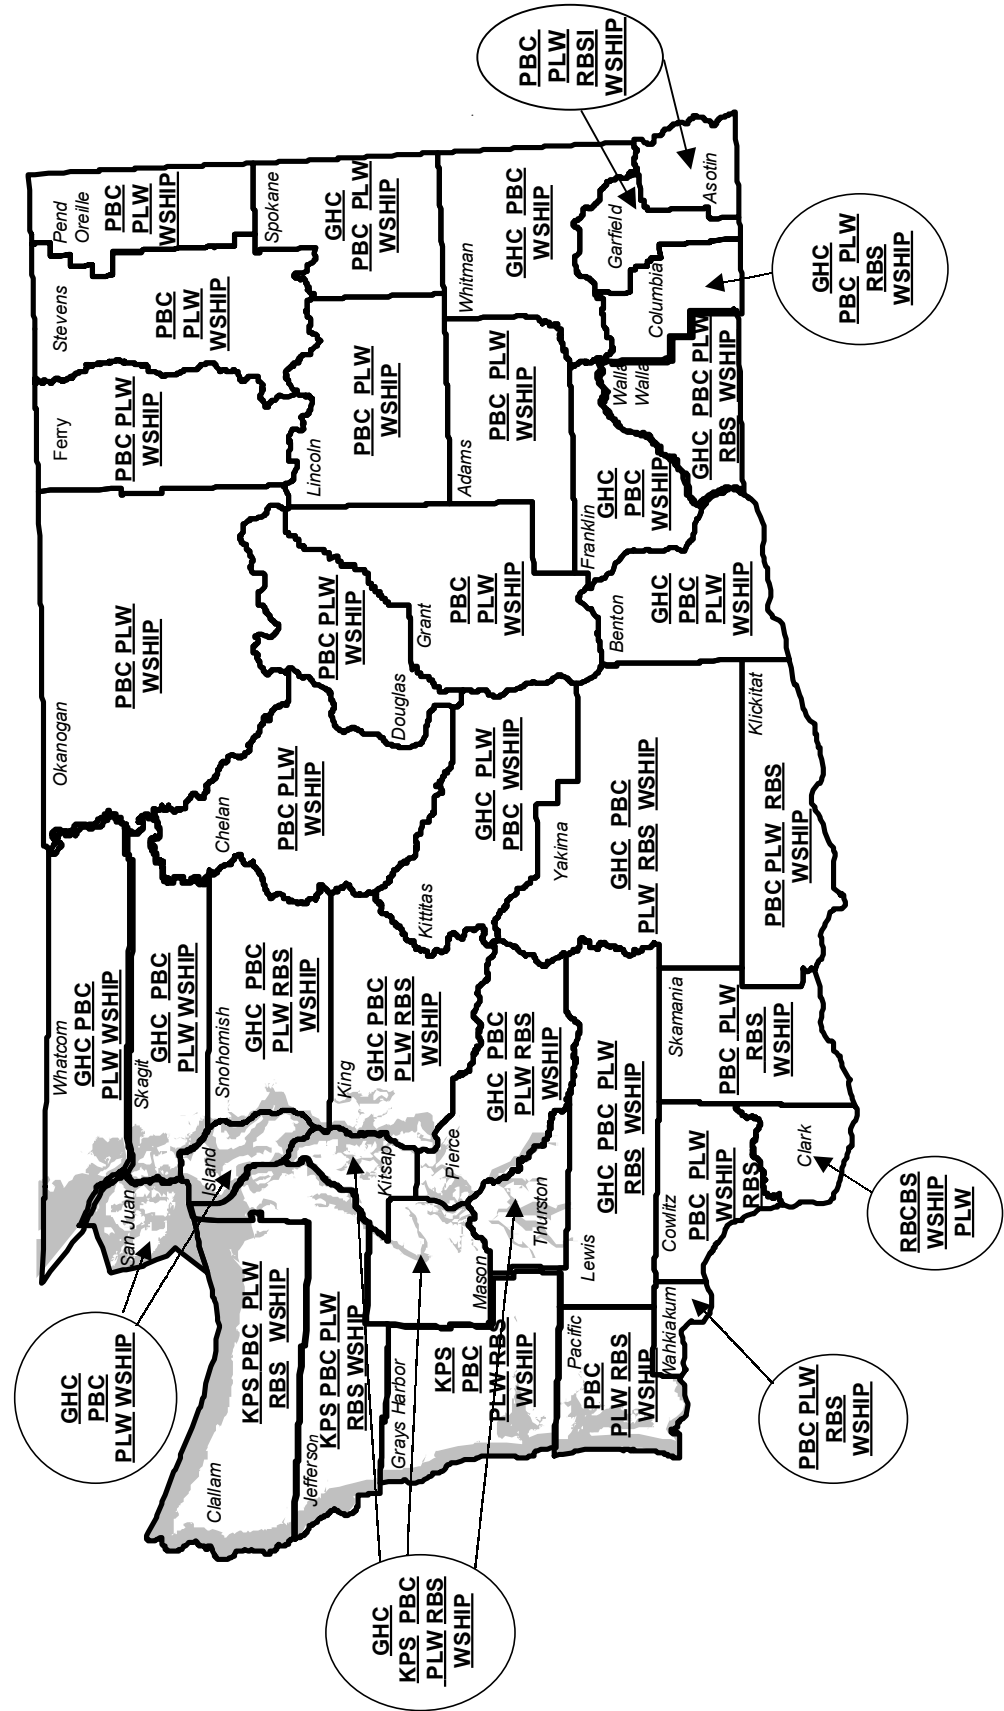 Whatcom
GHC PBC
PLW WSHIP
Skagit
GHC PBC
PLW WSHIP
Snohomish
GHC PBC
PLW RBS
WSHIP
King
GHC PBC
PLW RBS
WSHIP
Pierce
GHC PBC
PLW RBS
WSHIP
San Juan
Island
GHC
PBC
PLW WSHIP
Clallam
KPS PBC PLW
RBS WSHIP
Jefferson
KPS PBC PLW
RBS WSHIP
Grays Harbor
KPS
PBC
PLW RBS
WSHIP
Kitsap
Mason
Thurston
GHC
KPS PBC
PLW RBS
WSHIP
Pacific
PBC
PLW RBS
WSHIP
Wahkiakum
PBC PLW
RBS
WSHIP
Lewis
GHC PBC PLW
RBS WSHIP
Cowlitz
PBC PLW
WSHIP
RBS
Clark
RBCBS
WSHIP
PLW
Skamania
PBC PLW
RBS
WSHIP
Okanogan
PBC PLW
WSHIP
Chelan
PBC PLW
WSHIP
Douglas
PBC PLW
WSHIP
Kittitas
GHC PLW
PBC WSHIP
Grant
PBC
PLW
WSHIP
Yakima
GHC PBC
PLW RBS WSHIP
Klickitat
PBC PLW RBS
WSHIP
Benton
GHC
PBC
PLW
WSHIP
Ferry
PBC PLW
WSHIP
Stevens
PBC
PLW
WSHIP
Pend
Oreille
PBC
PLW
WSHIP
Lincoln
PBC PLW
WSHIP
Spokane
GHC
PBC PLW
WSHIP
Adams
PBC PLW
WSHIP
Whitman
GHC PBC
WSHIP
Franklin
GHC
PBC
WSHIP
Walla
Walla
GHC PBC PLW
RBS WSHIP
Columbia
GHC
PBC PLW
RBS
WSHIP
Garfield
Asotin
PBC
PLW
RBSI
WSHIP